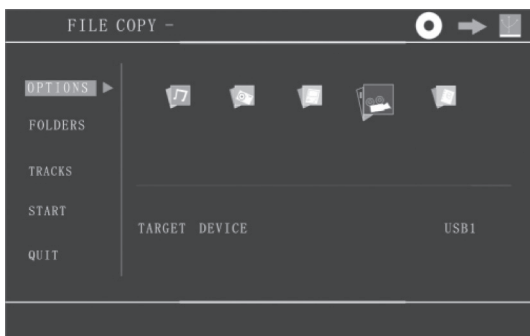 FILE COPY -
OPTIONS
FOLDERS
TRACKS
START
TARGET DEVICE USB1
QUIT